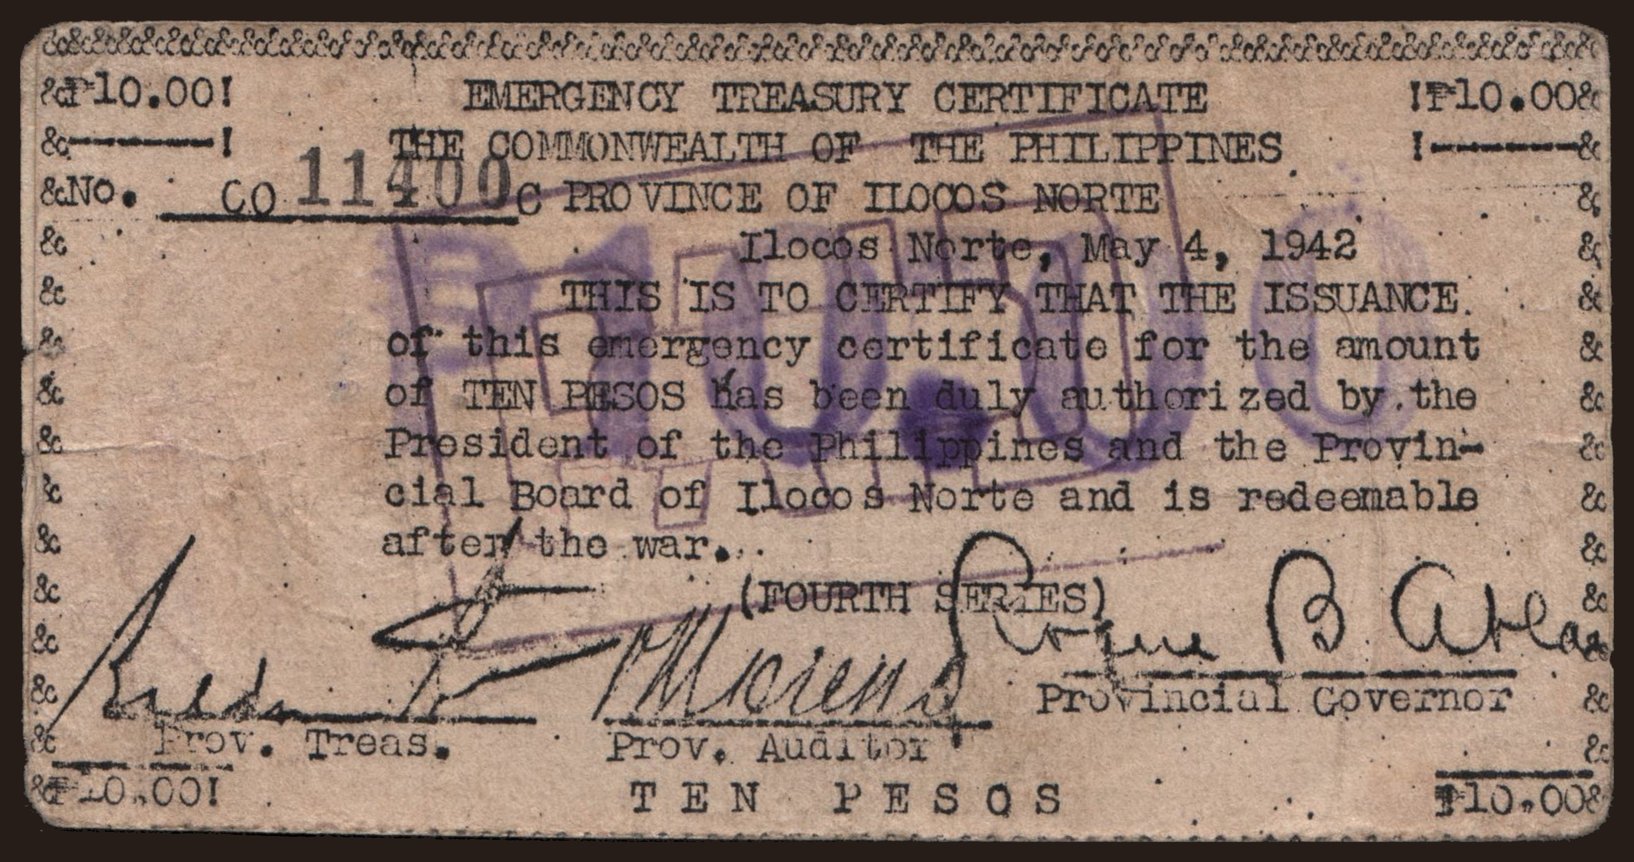 ₱10.00! EMERGENCY TREASURY CERTIFICATE !₱10.00
THE COMMONWEALTH OF THE PHILIPPINES
No. CO 11400 C PROVINCE OF ILOCOS NORTE
Ilocos Norte, May 4, 1942
THIS IS TO CERTIFY THAT THE ISSUANCE
of this emergency certificate for the amount
of TEN PESOS has been duly authorized by the
President of the Philippines and the Provin-
cial Board of Ilocos Norte and is redeemable
after the war.
(FOURTH SERIES)
Roque B Ablan
Provincial Governor
Prov. Treas. Prov. Auditor
₱10.00! TEN PESOS ₱10.00
₱10.00